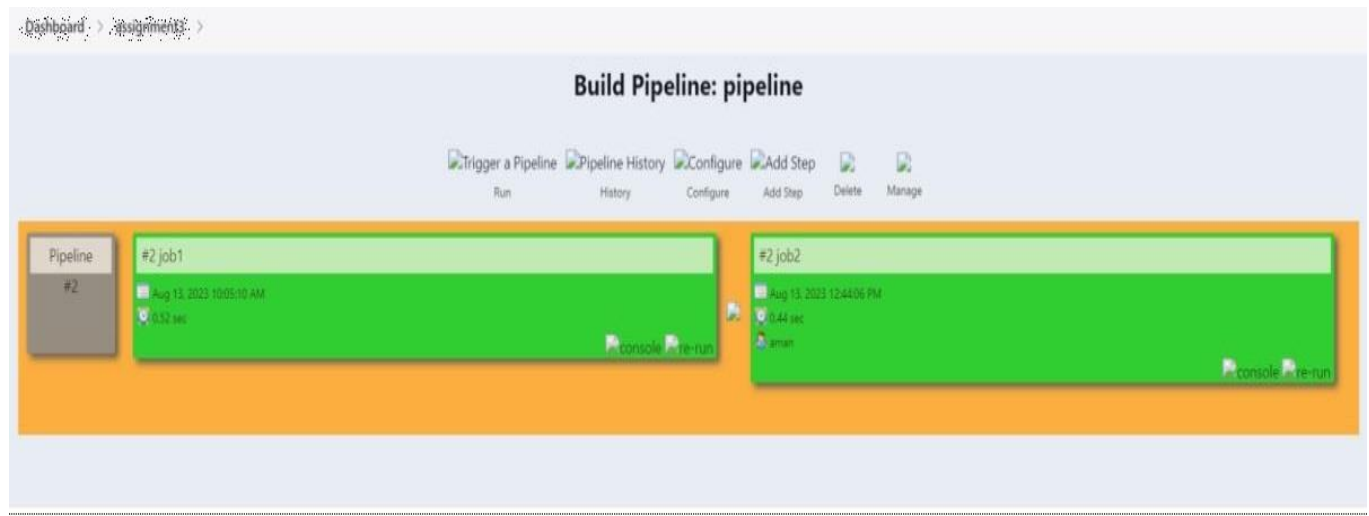 Dashboard > assignment3 >
Build Pipeline: pipeline
Trigger a Pipeline Pipeline History Configure Add Step
Run History Configure Add Step Delete Manage
Pipeline
#2
#2 job1
Aug 13, 2023 10:05:10 AM
0.52 sec
console re-run
#2 job2
Aug 13, 2023 12:44:06 PM
0.44 sec
aman
console re-run